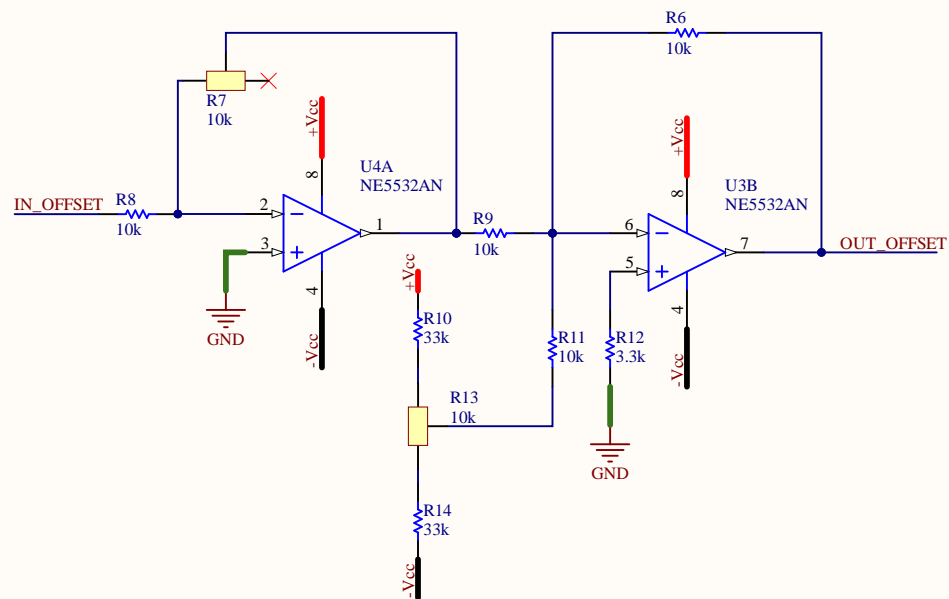 R6
10k
R7
10k
+Vcc
8
U4A
NE5532AN
+Vcc
8
U3B
NE5532AN
IN_OFFSET
R8
10k
2
3
1
4
-Vcc
GND
R9
10k
6
5
7
4
-Vcc
OUT_OFFSET
+Vcc
R10
33k
R11
10k
R12
3.3k
GND
R13
10k
R14
33k
-Vcc